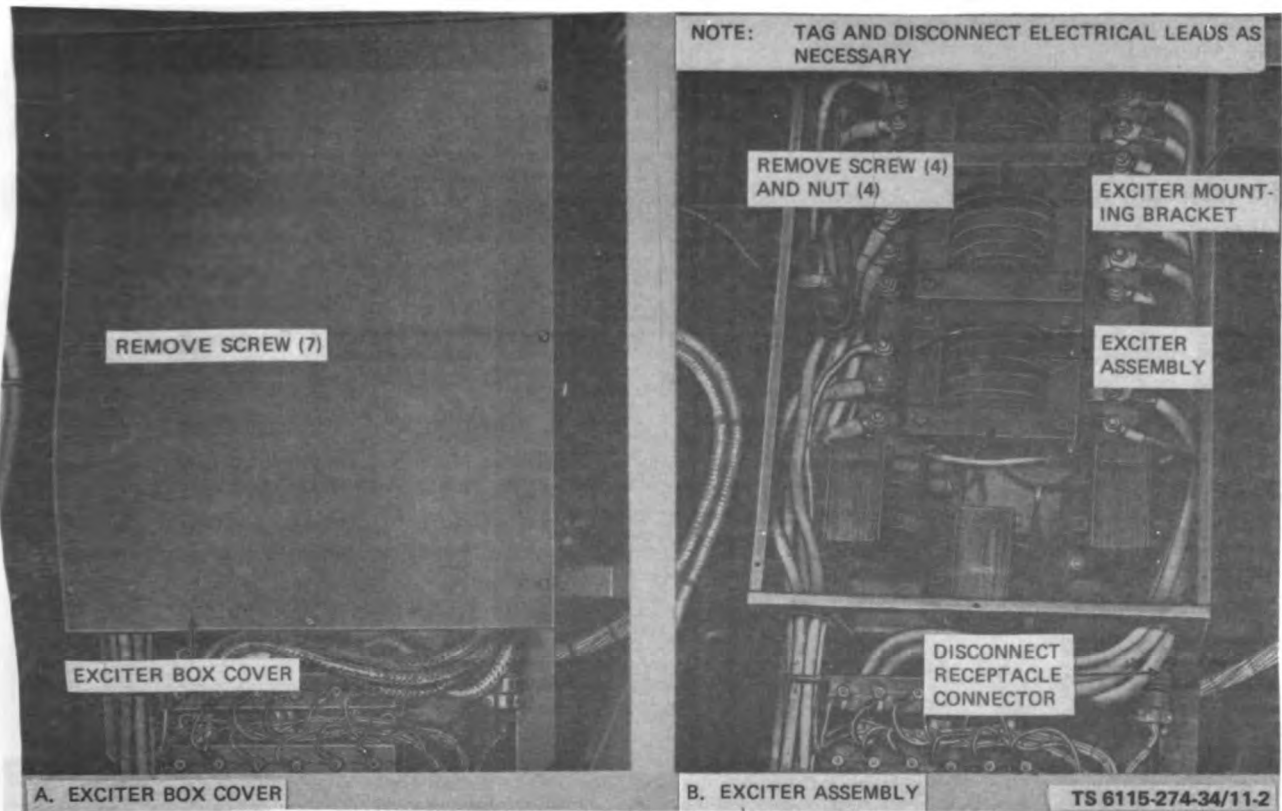 REMOVE SCREW (7)
EXCITER BOX COVER
A. EXCITER BOX COVER
NOTE: TAG AND DISCONNECT ELECTRICAL LEADS AS
NECESSARY
REMOVE SCREW (4)
AND NUT (4)
EXCITER MOUNT-
ING BRACKET
EXCITER
ASSEMBLY
DISCONNECT
RECEPTACLE
CONNECTOR
B. EXCITER ASSEMBLY
TS 6115-274-34/11-2